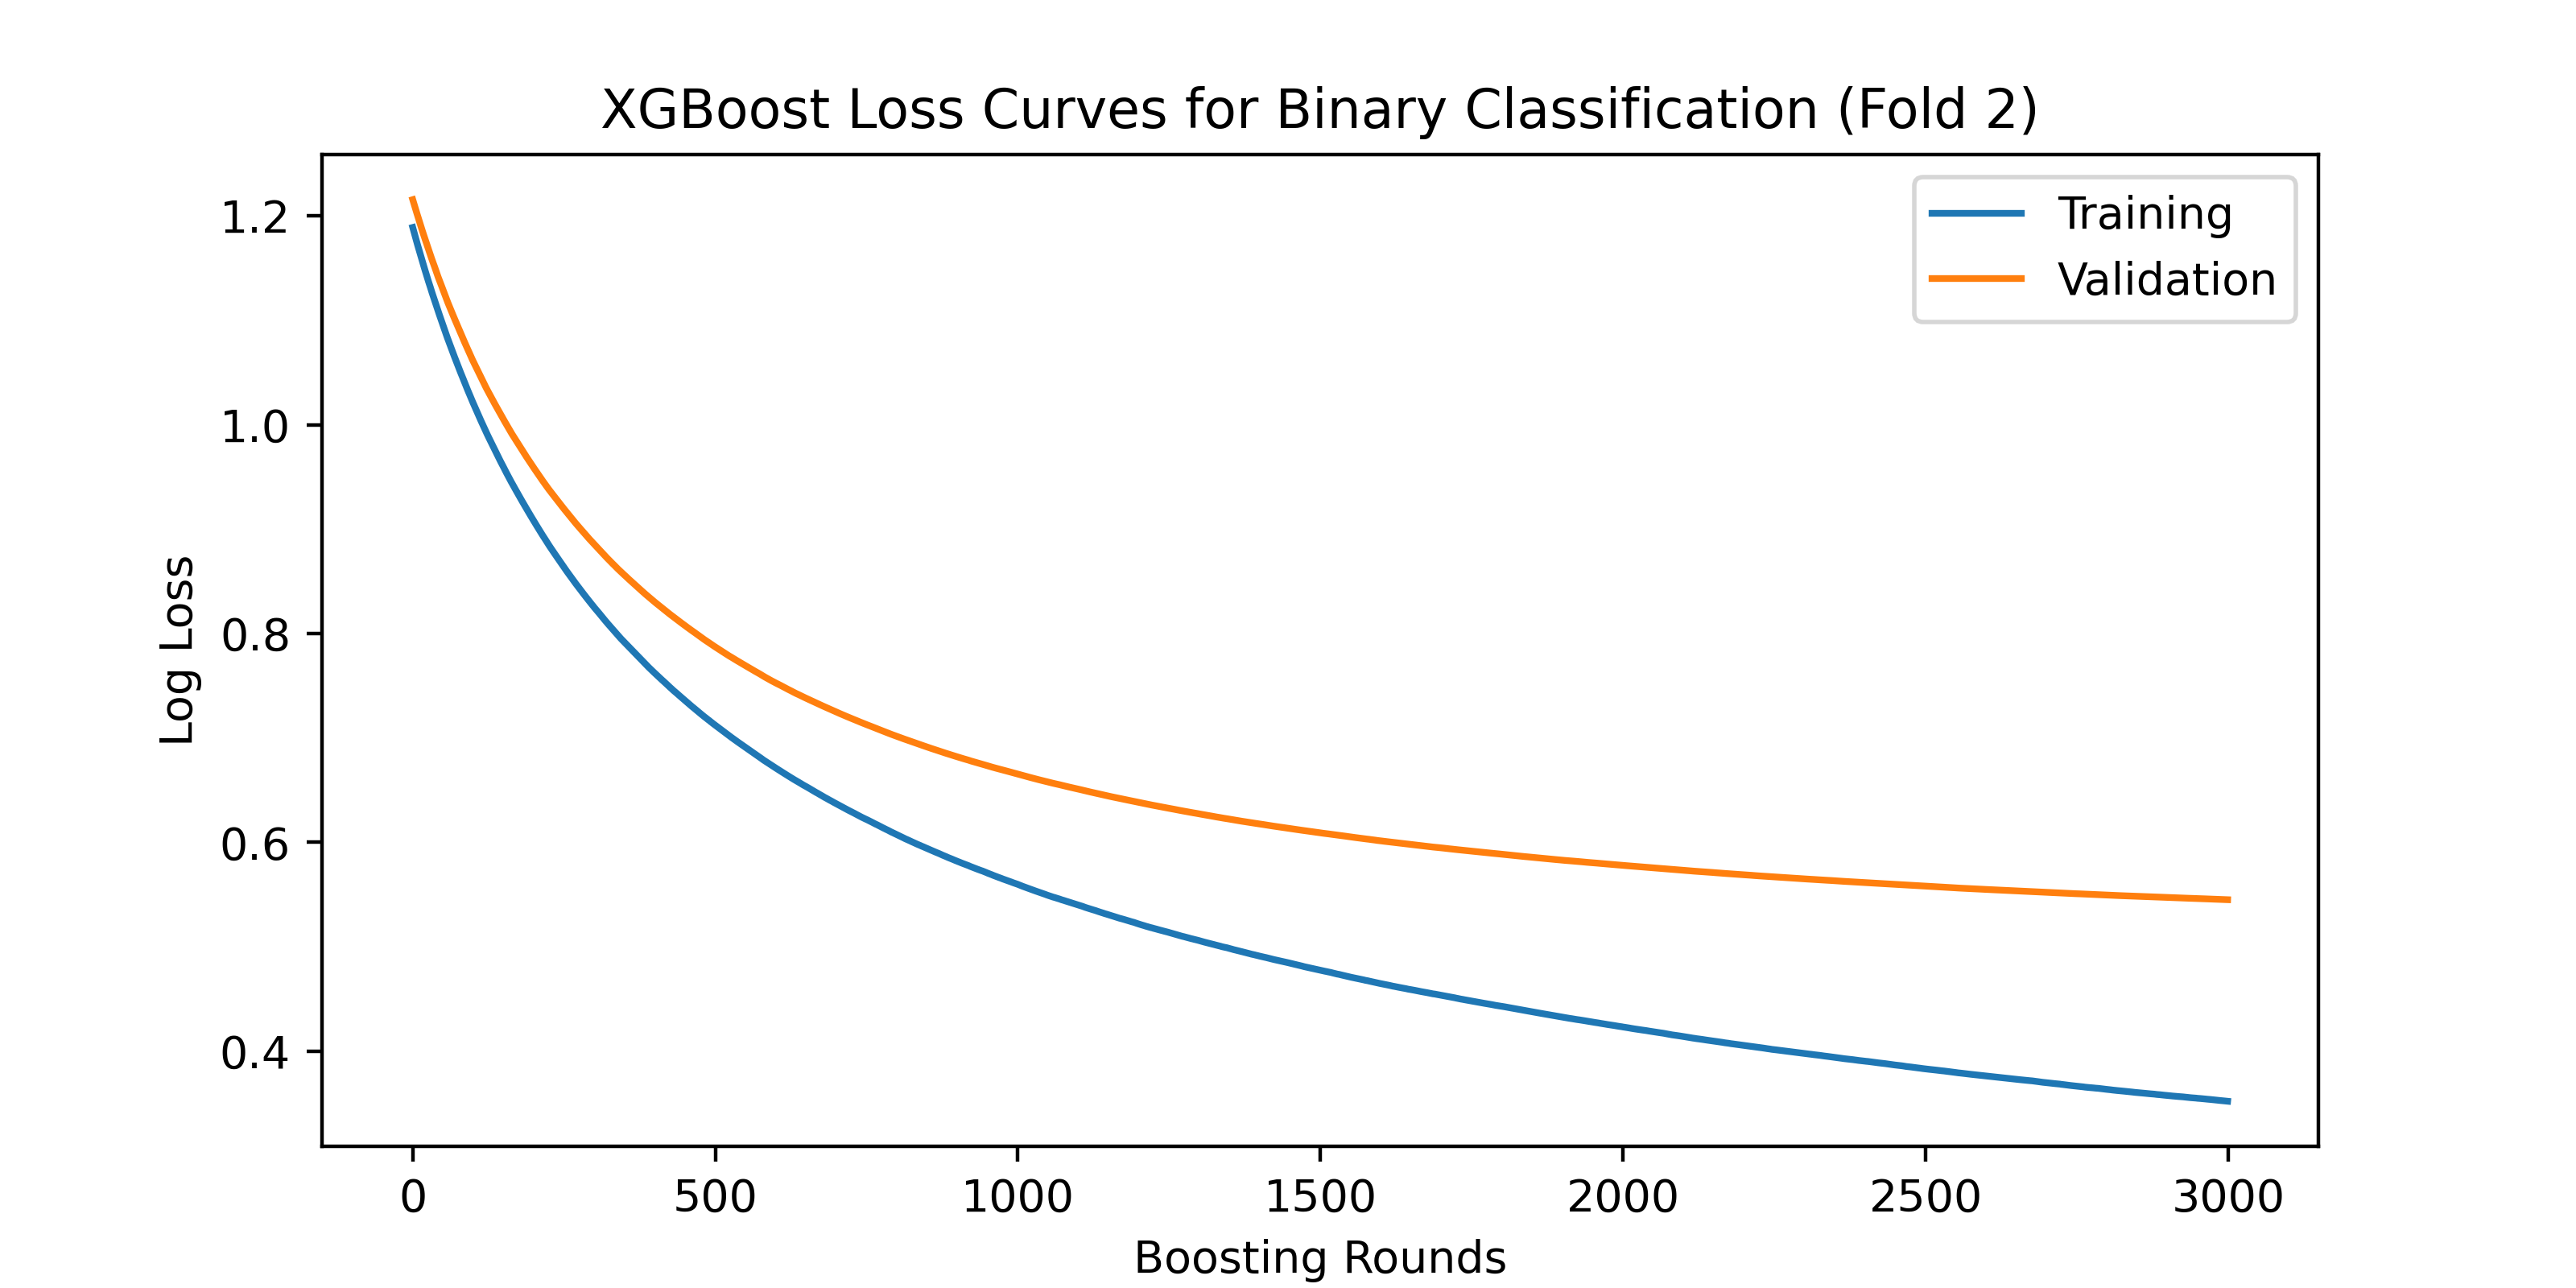 XGBoost Loss Curves for Binary Classification (Fold 2)
Training
Validation
Log Loss
1.2
1.0
0.8
0.6
0.4
0 500 1000 1500 2000 2500 3000
Boosting Rounds